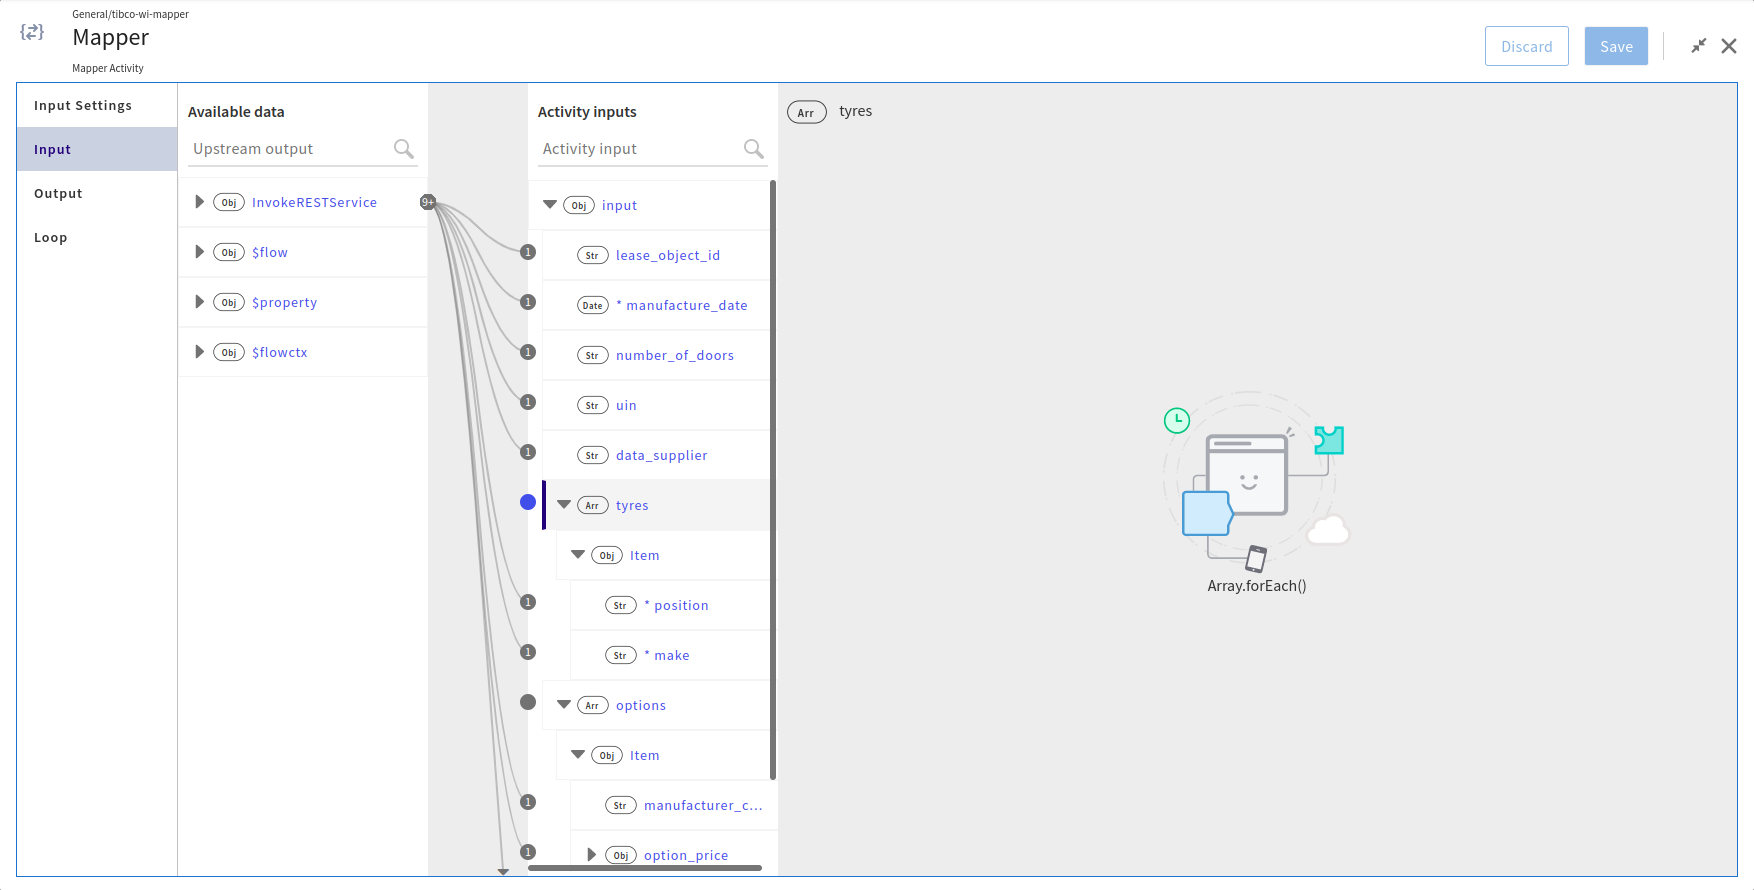 General/tibco-wi-mapper
Mapper
Mapper Activity
Discard
Save
Input Settings
Input
Output
Loop
Available data
Upstream output
Obj InvokeRESTService
9+
Obj $flow
Obj $property
Obj $flowctx
Activity inputs
Activity input
Obj input
1 Str lease_object_id
1 Date * manufacture_date
1 Str number_of_doors
1 Str uin
1 Str data_supplier
Arr tyres
Obj Item
1 Str * position
1 Str * make
Arr options
Obj Item
1 Str manufacturer_c...
1 Obj option_price
Arr tyres
Array.forEach()